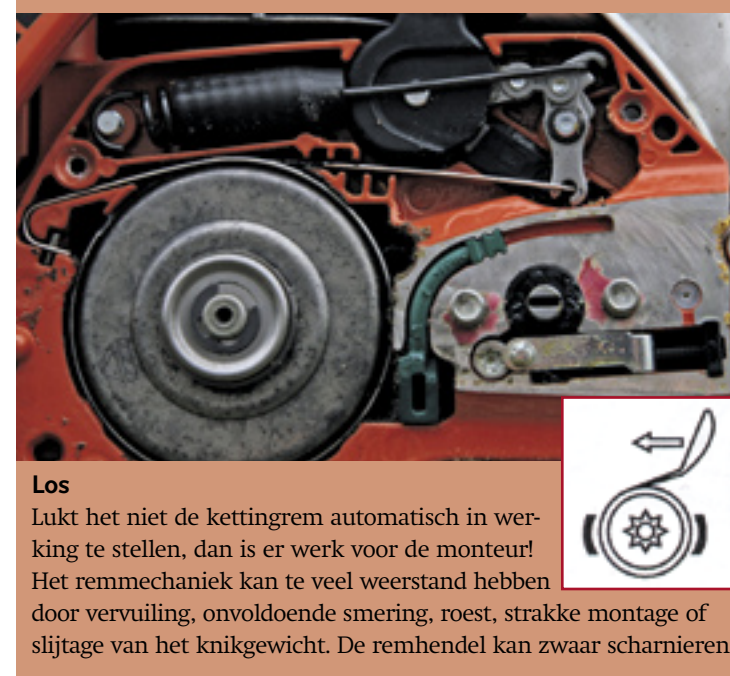 Los
Lukt het niet de kettingrem automatisch in wer-
king te stellen, dan is er werk voor de monteur!
Het remmechaniek kan te veel weerstand hebben
door vervuiling, onvoldoende smering, roest, strakke montage of
slijtage van het knikgewicht. De remhendel kan zwaar scharnieren